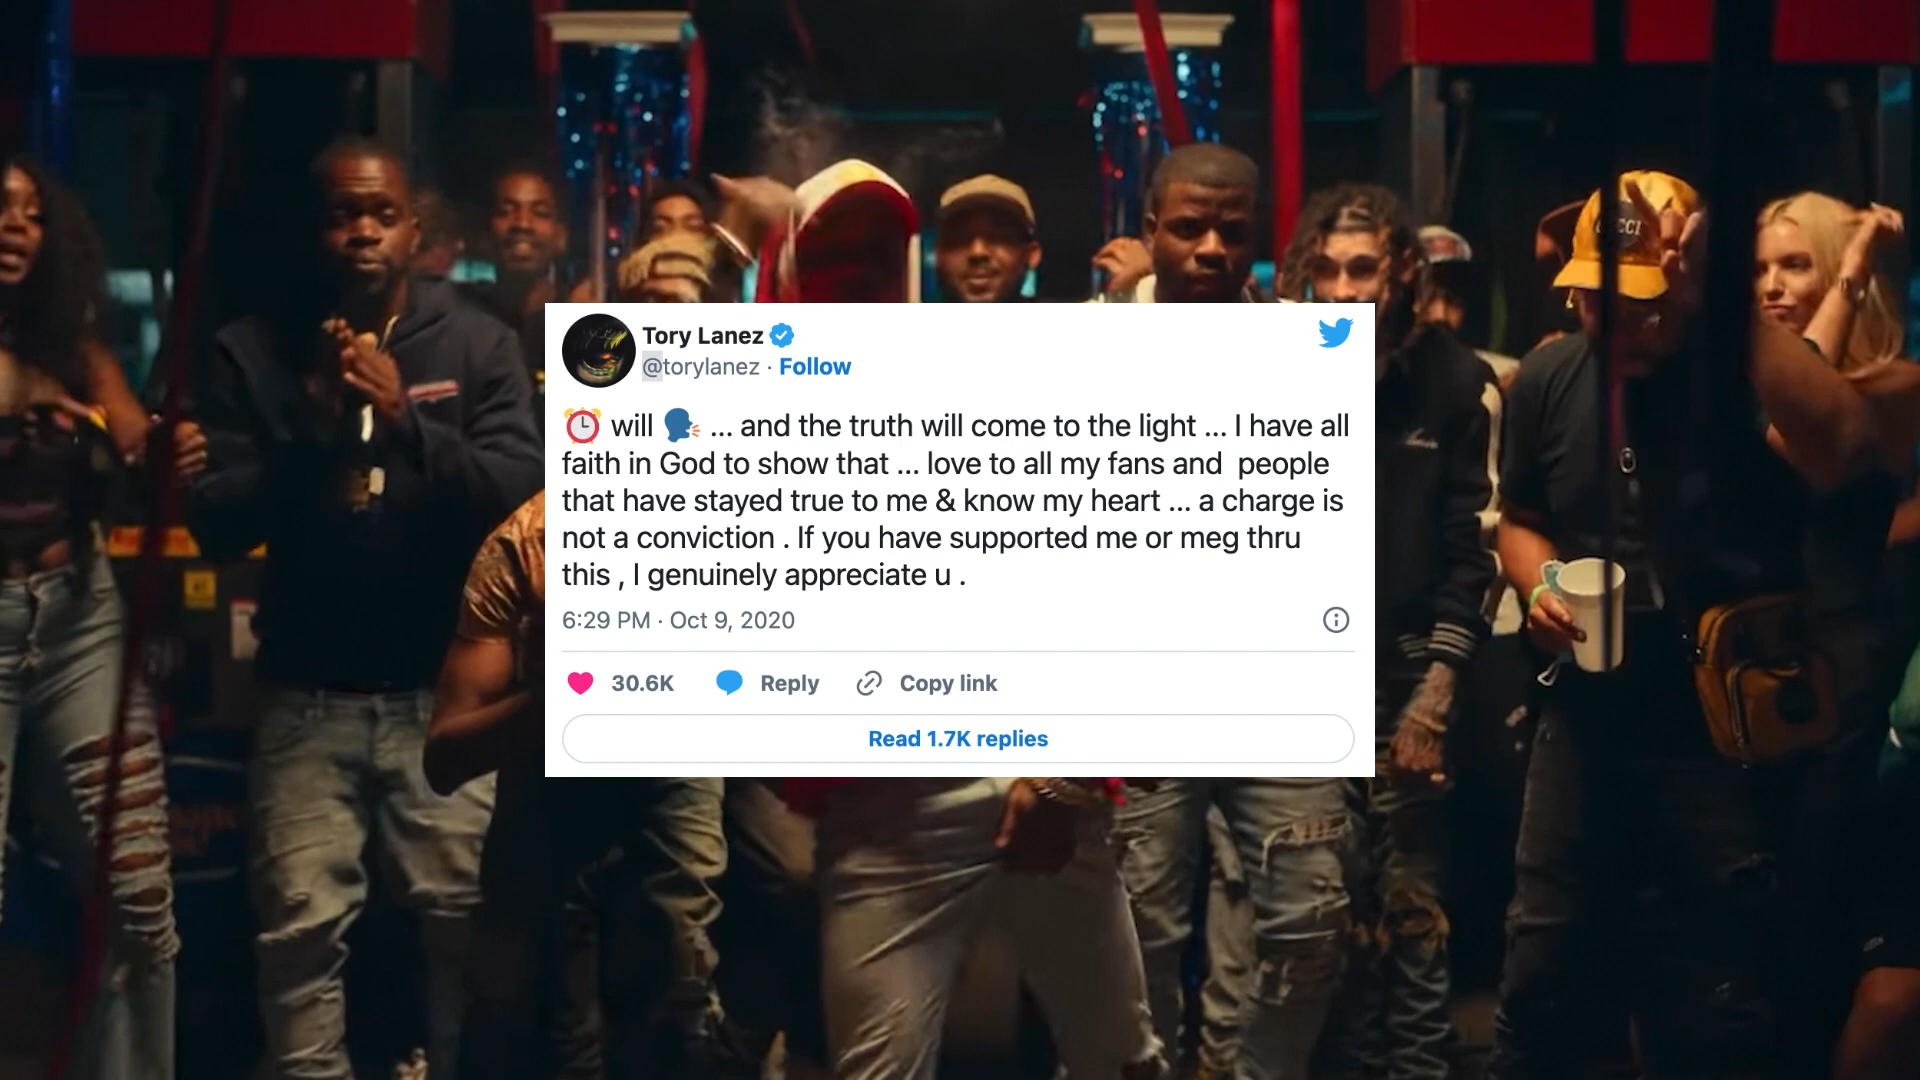 Tory Lanez
@torylanez · Follow
⏰ will 🗣 ... and the truth will come to the light ... I have all
faith in God to show that ... love to all my fans and  people
that have stayed true to me & know my heart ... a charge is
not a conviction . If you have supported me or meg thru
this , I genuinely appreciate u .
6:29 PM · Oct 9, 2020
30.6K Reply Copy link
Read 1.7K replies